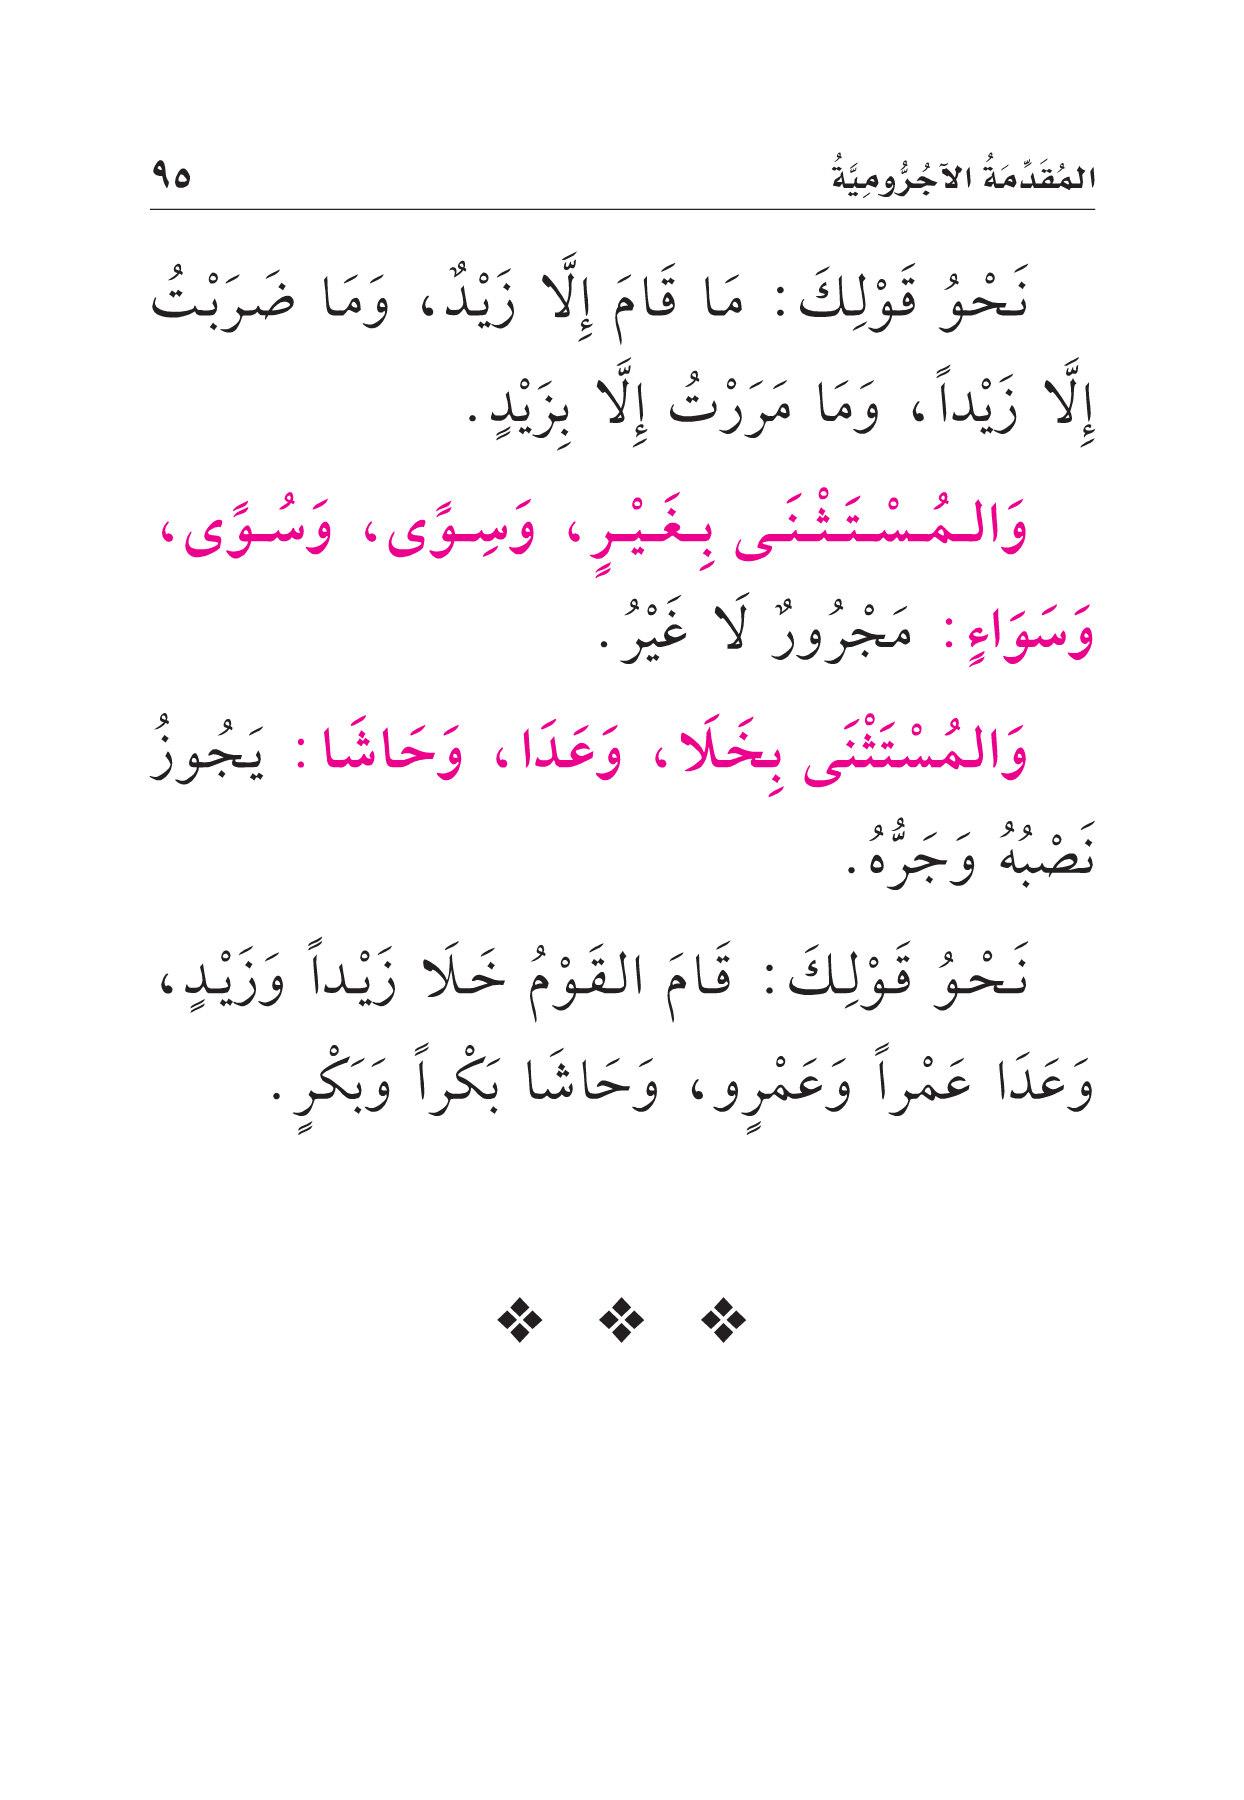 المُقَدِّمَةُ الآجُرُّومِيَّةُ ٩٥
نَحْوُ قَوْلِكَ: مَا قَامَ إِلَّا زَيْدٌ، وَمَا ضَرَبْتُ
إِلَّا زَيْداً، وَمَا مَرَرْتُ إِلَّا بِزَيْدٍ.
وَالمُسْتَثْنَى بِغَيْرٍ، وَسِوًى، وَسُوًى،
وَسَوَاءٍ: مَجْرُورٌ لَا غَيْرُ.
وَالمُسْتَثْنَى بِخَلَا، وَعَدَا، وَحَاشَا: يَجُوزُ
نَصْبُهُ وَجَرُّهُ.
نَحْوُ قَوْلِكَ: قَامَ القَوْمُ خَلَا زَيْداً وَزَيْدٍ،
وَعَدَا عَمْراً وَعَمْرٍو، وَحَاشَا بَكْراً وَبَكْرٍ.